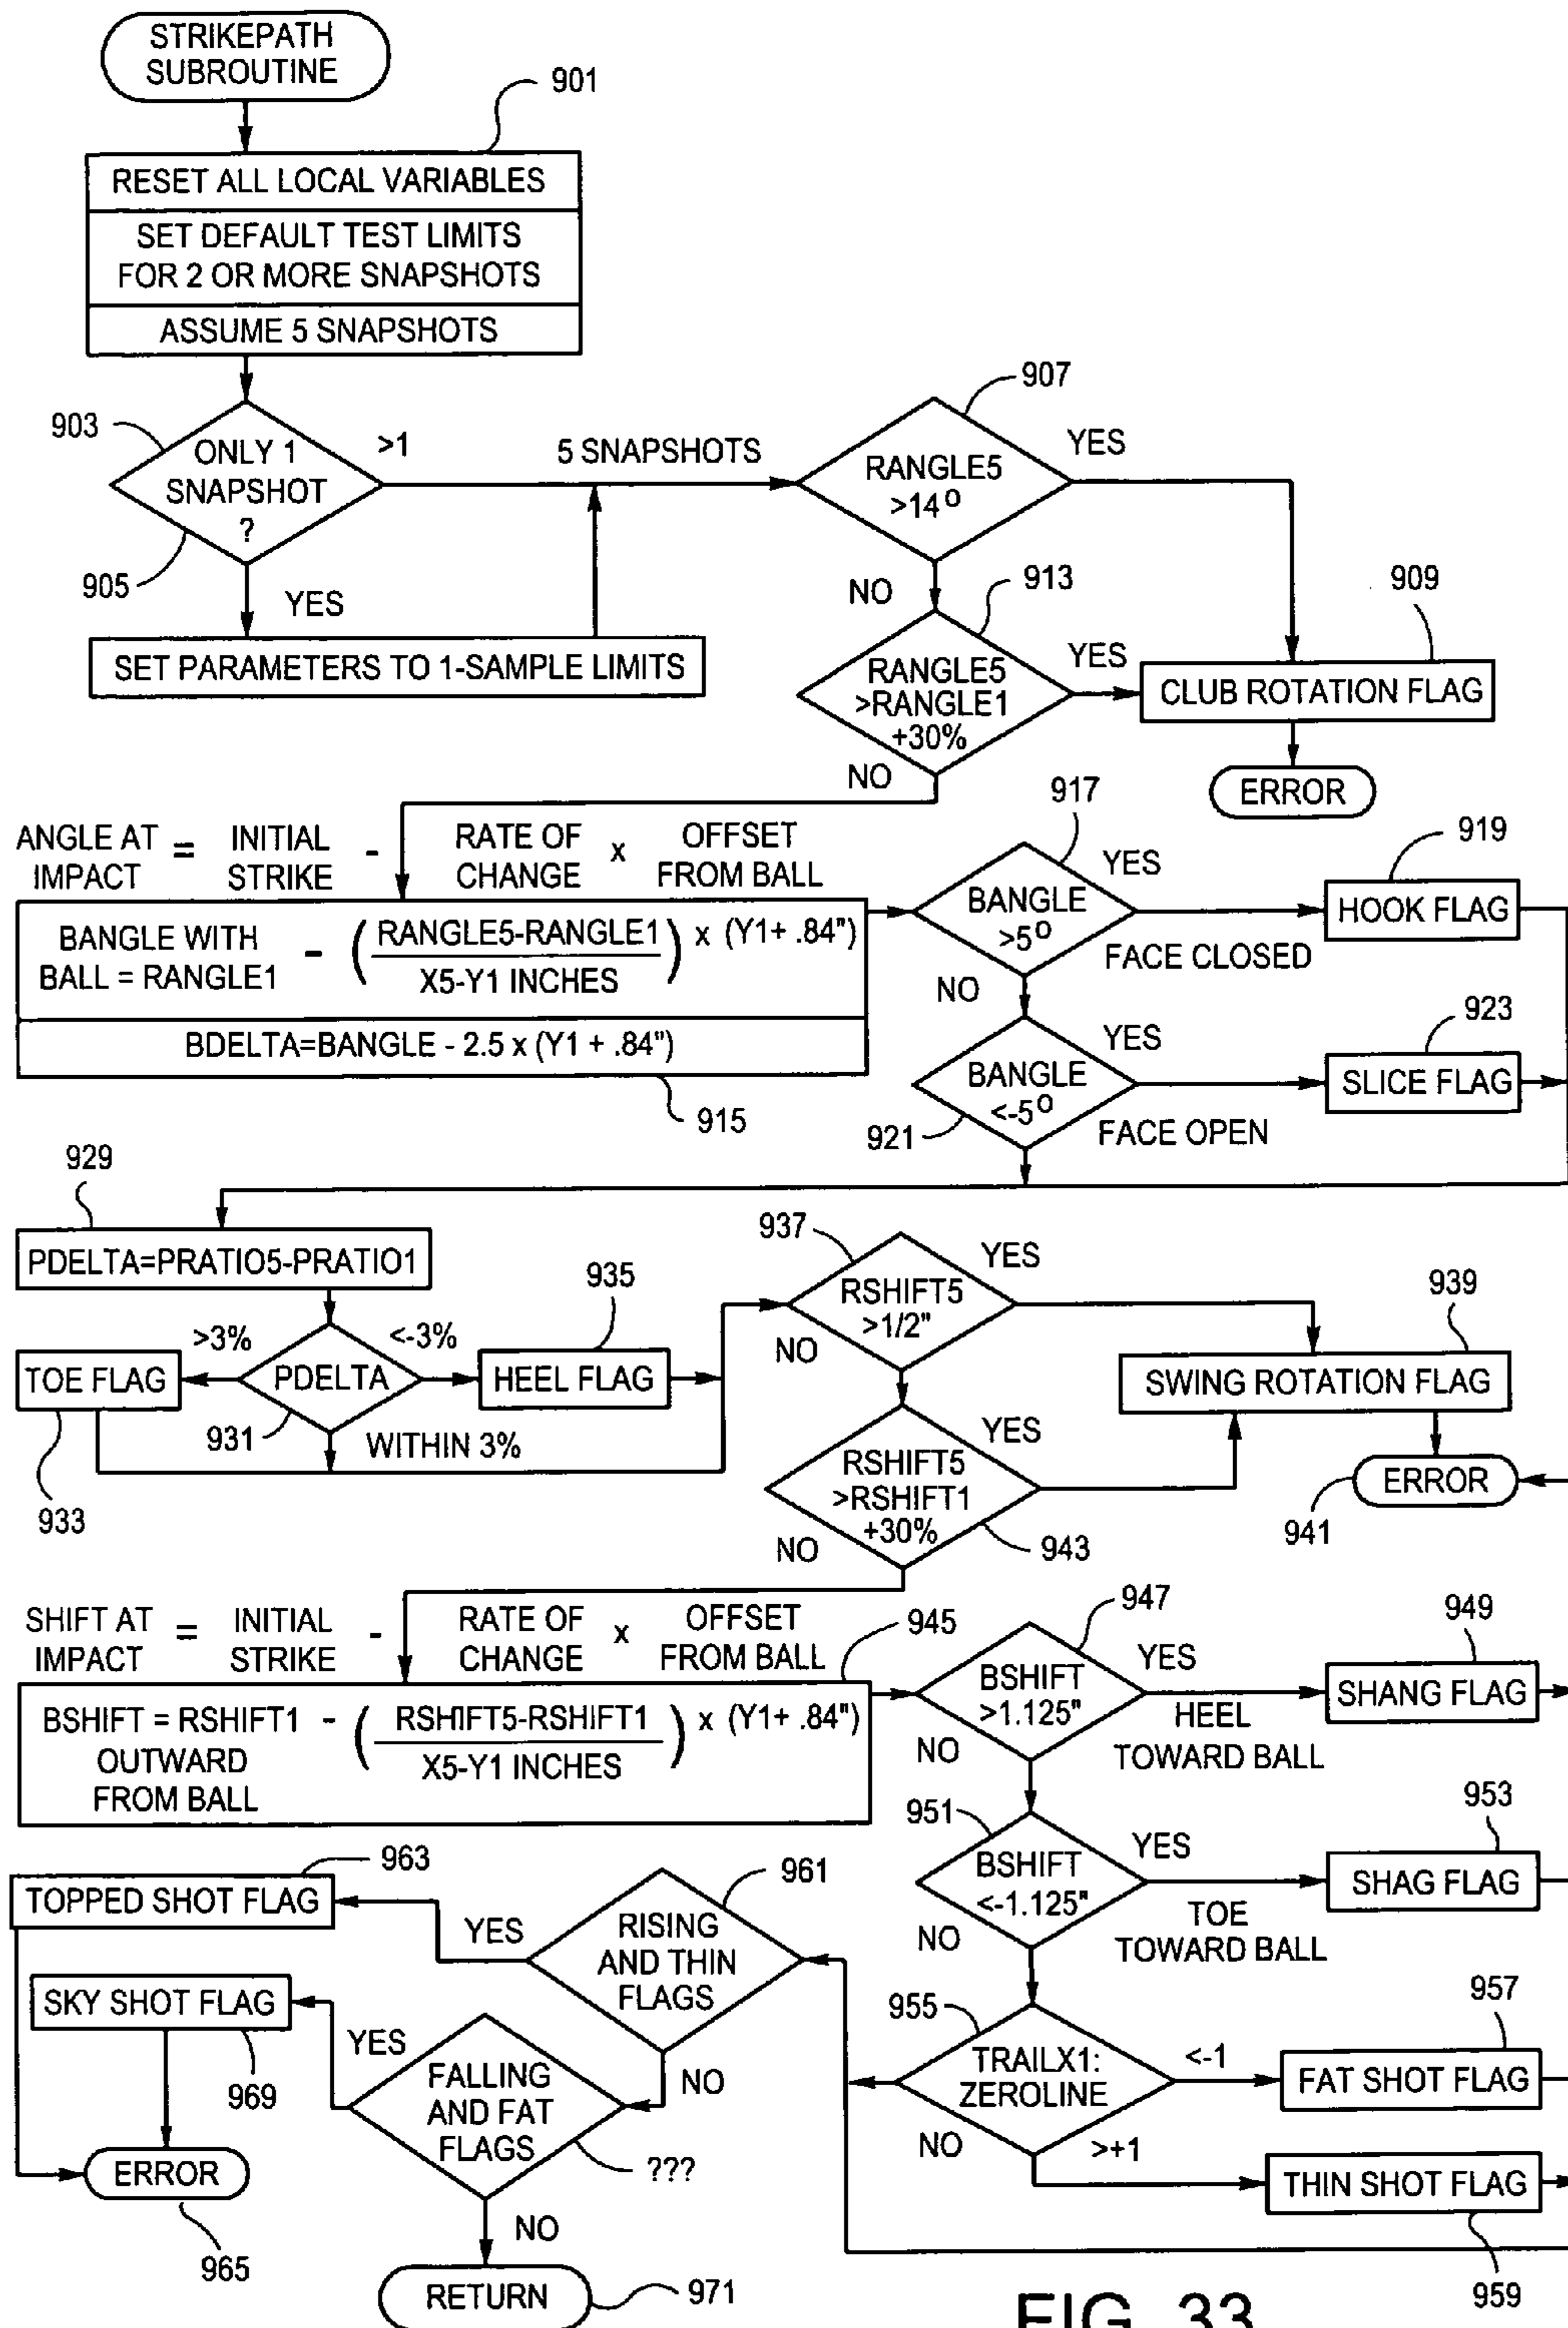 STRIKEPATH
SUBROUTINE
901
RESET ALL LOCAL VARIABLES
SET DEFAULT TEST LIMITS
FOR 2 OR MORE SNAPSHOTS
ASSUME 5 SNAPSHOTS
903
ONLY 1
SNAPSHOT
?
>1
905
YES
SET PARAMETERS TO 1-SAMPLE LIMITS
5 SNAPSHOTS
907
RANGLE5
>14°
YES
NO
913
RANGLE5
>RANGLE1
+30%
YES
NO
909
CLUB ROTATION FLAG
ERROR
ANGLE AT = INITIAL - RATE OF x OFFSET
IMPACT STRIKE CHANGE FROM BALL
BANGLE WITH
BALL = RANGLE1
- ( RANGLE5-RANGLE1 ) x (Y1+ .84")
X5-Y1 INCHES
BDELTA=BANGLE - 2.5 x (Y1 + .84")
915
917
BANGLE
>5°
YES
FACE CLOSED
NO
919
HOOK FLAG
921
BANGLE
<-5°
YES
FACE OPEN
923
SLICE FLAG
929
PDELTA=PRATIO5-PRATIO1
>3%
<-3%
PDELTA
931
WITHIN 3%
TOE FLAG
933
935
HEEL FLAG
937
RSHIFT5
>1/2"
YES
NO
939
SWING ROTATION FLAG
ERROR
941
RSHIFT5
>RSHIFT1
+30%
YES
NO
943
SHIFT AT = INITIAL - RATE OF x OFFSET
IMPACT STRIKE CHANGE FROM BALL
945
BSHIFT = RSHIFT1
OUTWARD
FROM BALL
- ( RSHIFT5-RSHIFT1 ) x (Y1+ .84")
X5-Y1 INCHES
947
BSHIFT
>1.125"
YES
HEEL
TOWARD BALL
NO
949
SHANG FLAG
951
BSHIFT
<-1.125"
YES
TOE
TOWARD BALL
NO
953
SHAG FLAG
955
TRAILX1:
ZEROLINE
<-1
NO
>+1
957
FAT SHOT FLAG
THIN SHOT FLAG
959
961
RISING
AND THIN
FLAGS
YES
NO
963
TOPPED SHOT FLAG
FALLING
AND FAT
FLAGS
YES
???
NO
SKY SHOT FLAG
969
ERROR
965
RETURN
971
FIG. 33